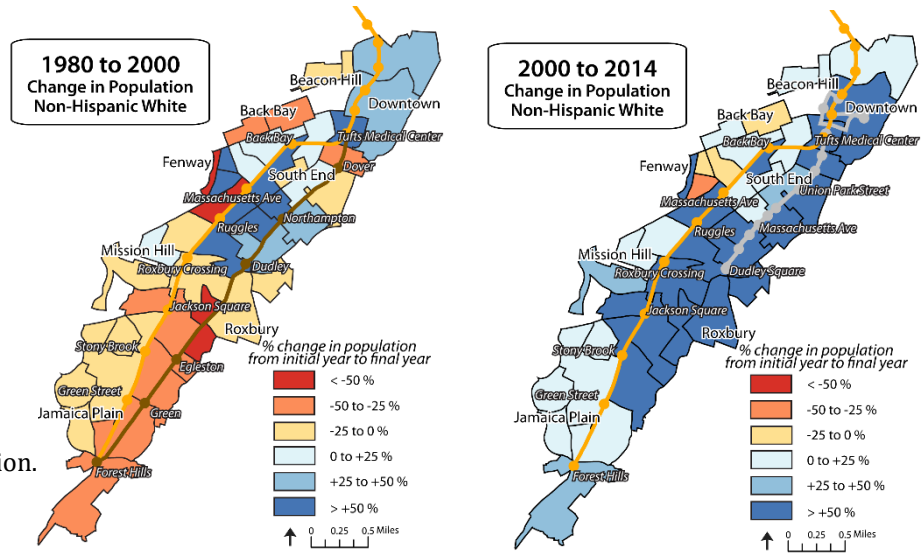 1980 to 2000
Change in Population
Non-Hispanic White
Beacon Hill
Downtown
Back Bay
Back Bay
Tufts Medical Center
Fenway
Dover
South End
Massachusetts Ave
Northampton
Ruggles
Mission Hill
Roxbury Crossing
Dudley
Jackson Square
Roxbury
Stony Brook
Egleston
Green Street
Jamaica Plain
Green
Forest Hills
ion.
% change in population
from initial year to final year
< -50 %
-50 to -25 %
-25 to 0 %
0 to +25 %
+25 to +50 %
> +50 %
0 0.25 0.5 Miles
2000 to 2014
Change in Population
Non-Hispanic White
Beacon Hill
Downtown
Back Bay
Back Bay
Tufts Medical Center
Fenway
South End
Union Park Street
Massachusetts Ave
Massachusetts Ave
Ruggles
Mission Hill
Roxbury Crossing
Dudley Square
Jackson Square
Roxbury
Stony Brook
Green Street
Jamaica Plain
Forest Hills
% change in population
from initial year to final year
< -50 %
-50 to -25 %
-25 to 0 %
0 to +25 %
+25 to +50 %
> +50 %
0 0.25 0.5 Miles